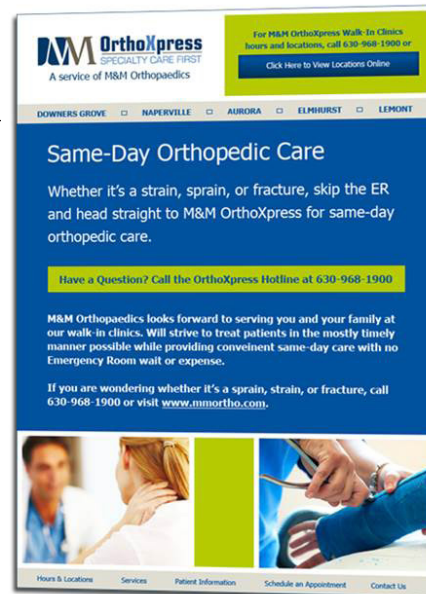 M
OrthoXpress
SPECIALTY CARE FIRST
A service of M&M Orthopaedics
For M&M OrthoXpress Walk-In Clinics
hours and locations, call 630-968-1900 or
Click Here to View Locations Online
DOWNERS GROVE □ NAPERVILLE □ AURORA □ ELMHURST □ LEMONT
Same-Day Orthopedic Care
Whether it's a strain, sprain, or fracture, skip the ER
and head straight to M&M OrthoXpress for same-day
orthopedic care.
Have a Question? Call the OrthoXpress Hotline at 630-968-1900
M&M Orthopaedics looks forward to serving you and your family at
our walk-in clinics. Will strive to treat patients in the mostly timely
manner possible while providing conveinent same-day care with no
Emergency Room wait or expense.
If you are wondering whether it's a sprain, strain, or fracture, call
630-968-1900 or visit www.mmortho.com.
Hours & Locations Services Patient Information Schedule an Appointment Contact Us